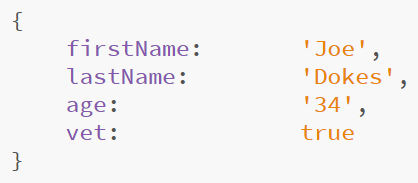 {
    firstName:       'Joe',
    lastName:        'Dokes',
    age:             '34',
    vet:             true
}